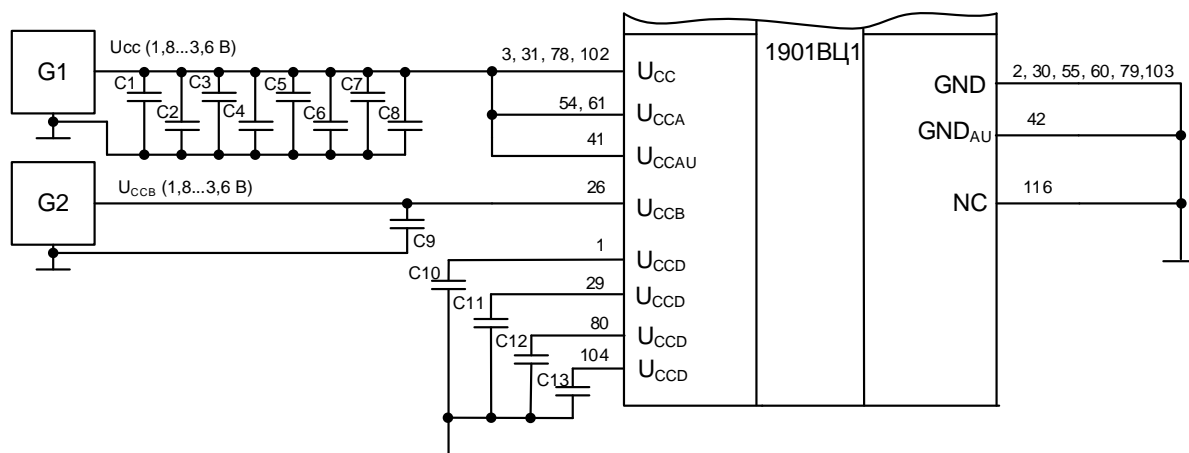 1901ВЦ1
G1
Ucc (1,8...3,6 В)
C1
C2
C3
C4
C5
C6
C7
C8
3, 31, 78, 102
UCC
54, 61
UCCA
41
UCCAU
G2
UCCB (1,8...3,6 В)
C9
26
UCCB
C10
1
UCCD
C11
29
UCCD
C12
80
UCCD
C13
104
UCCD
GND
2, 30, 55, 60, 79,103
GNDAU
42
NC
116